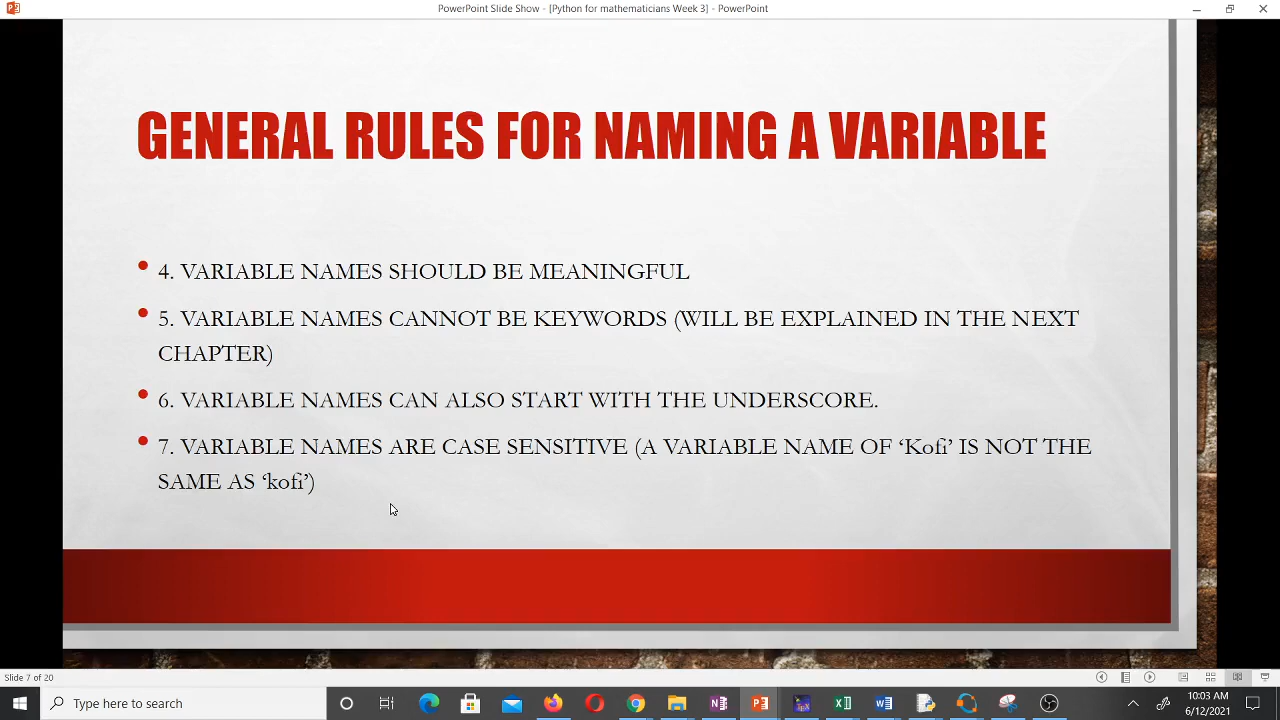 PowerPoint Slide Show - [Python for mathematicians Week 3] - PowerPoint
GENERAL RULES FOR NAMING A VARIABLE
• 4. VARIABLE NAMES SHOULD BE MEANINGFUL
• 5. VARIABLE NAMES CANNOT BE KEYWORDS (WILL BE EXPLAINED IN THE NEXT
CHAPTER)
• 6. VARIABLE NAMES CAN ALSO START WITH THE UNDERSCORE.
• 7. VARIABLE NAMES ARE CASE SENSITIVE (A VARIABLE NAME OF ‘Kofi’ IS NOT THE
SAME AS ‘kofi’)
Slide 7 of 20
Type here to search
10:03 AM
6/12/2021